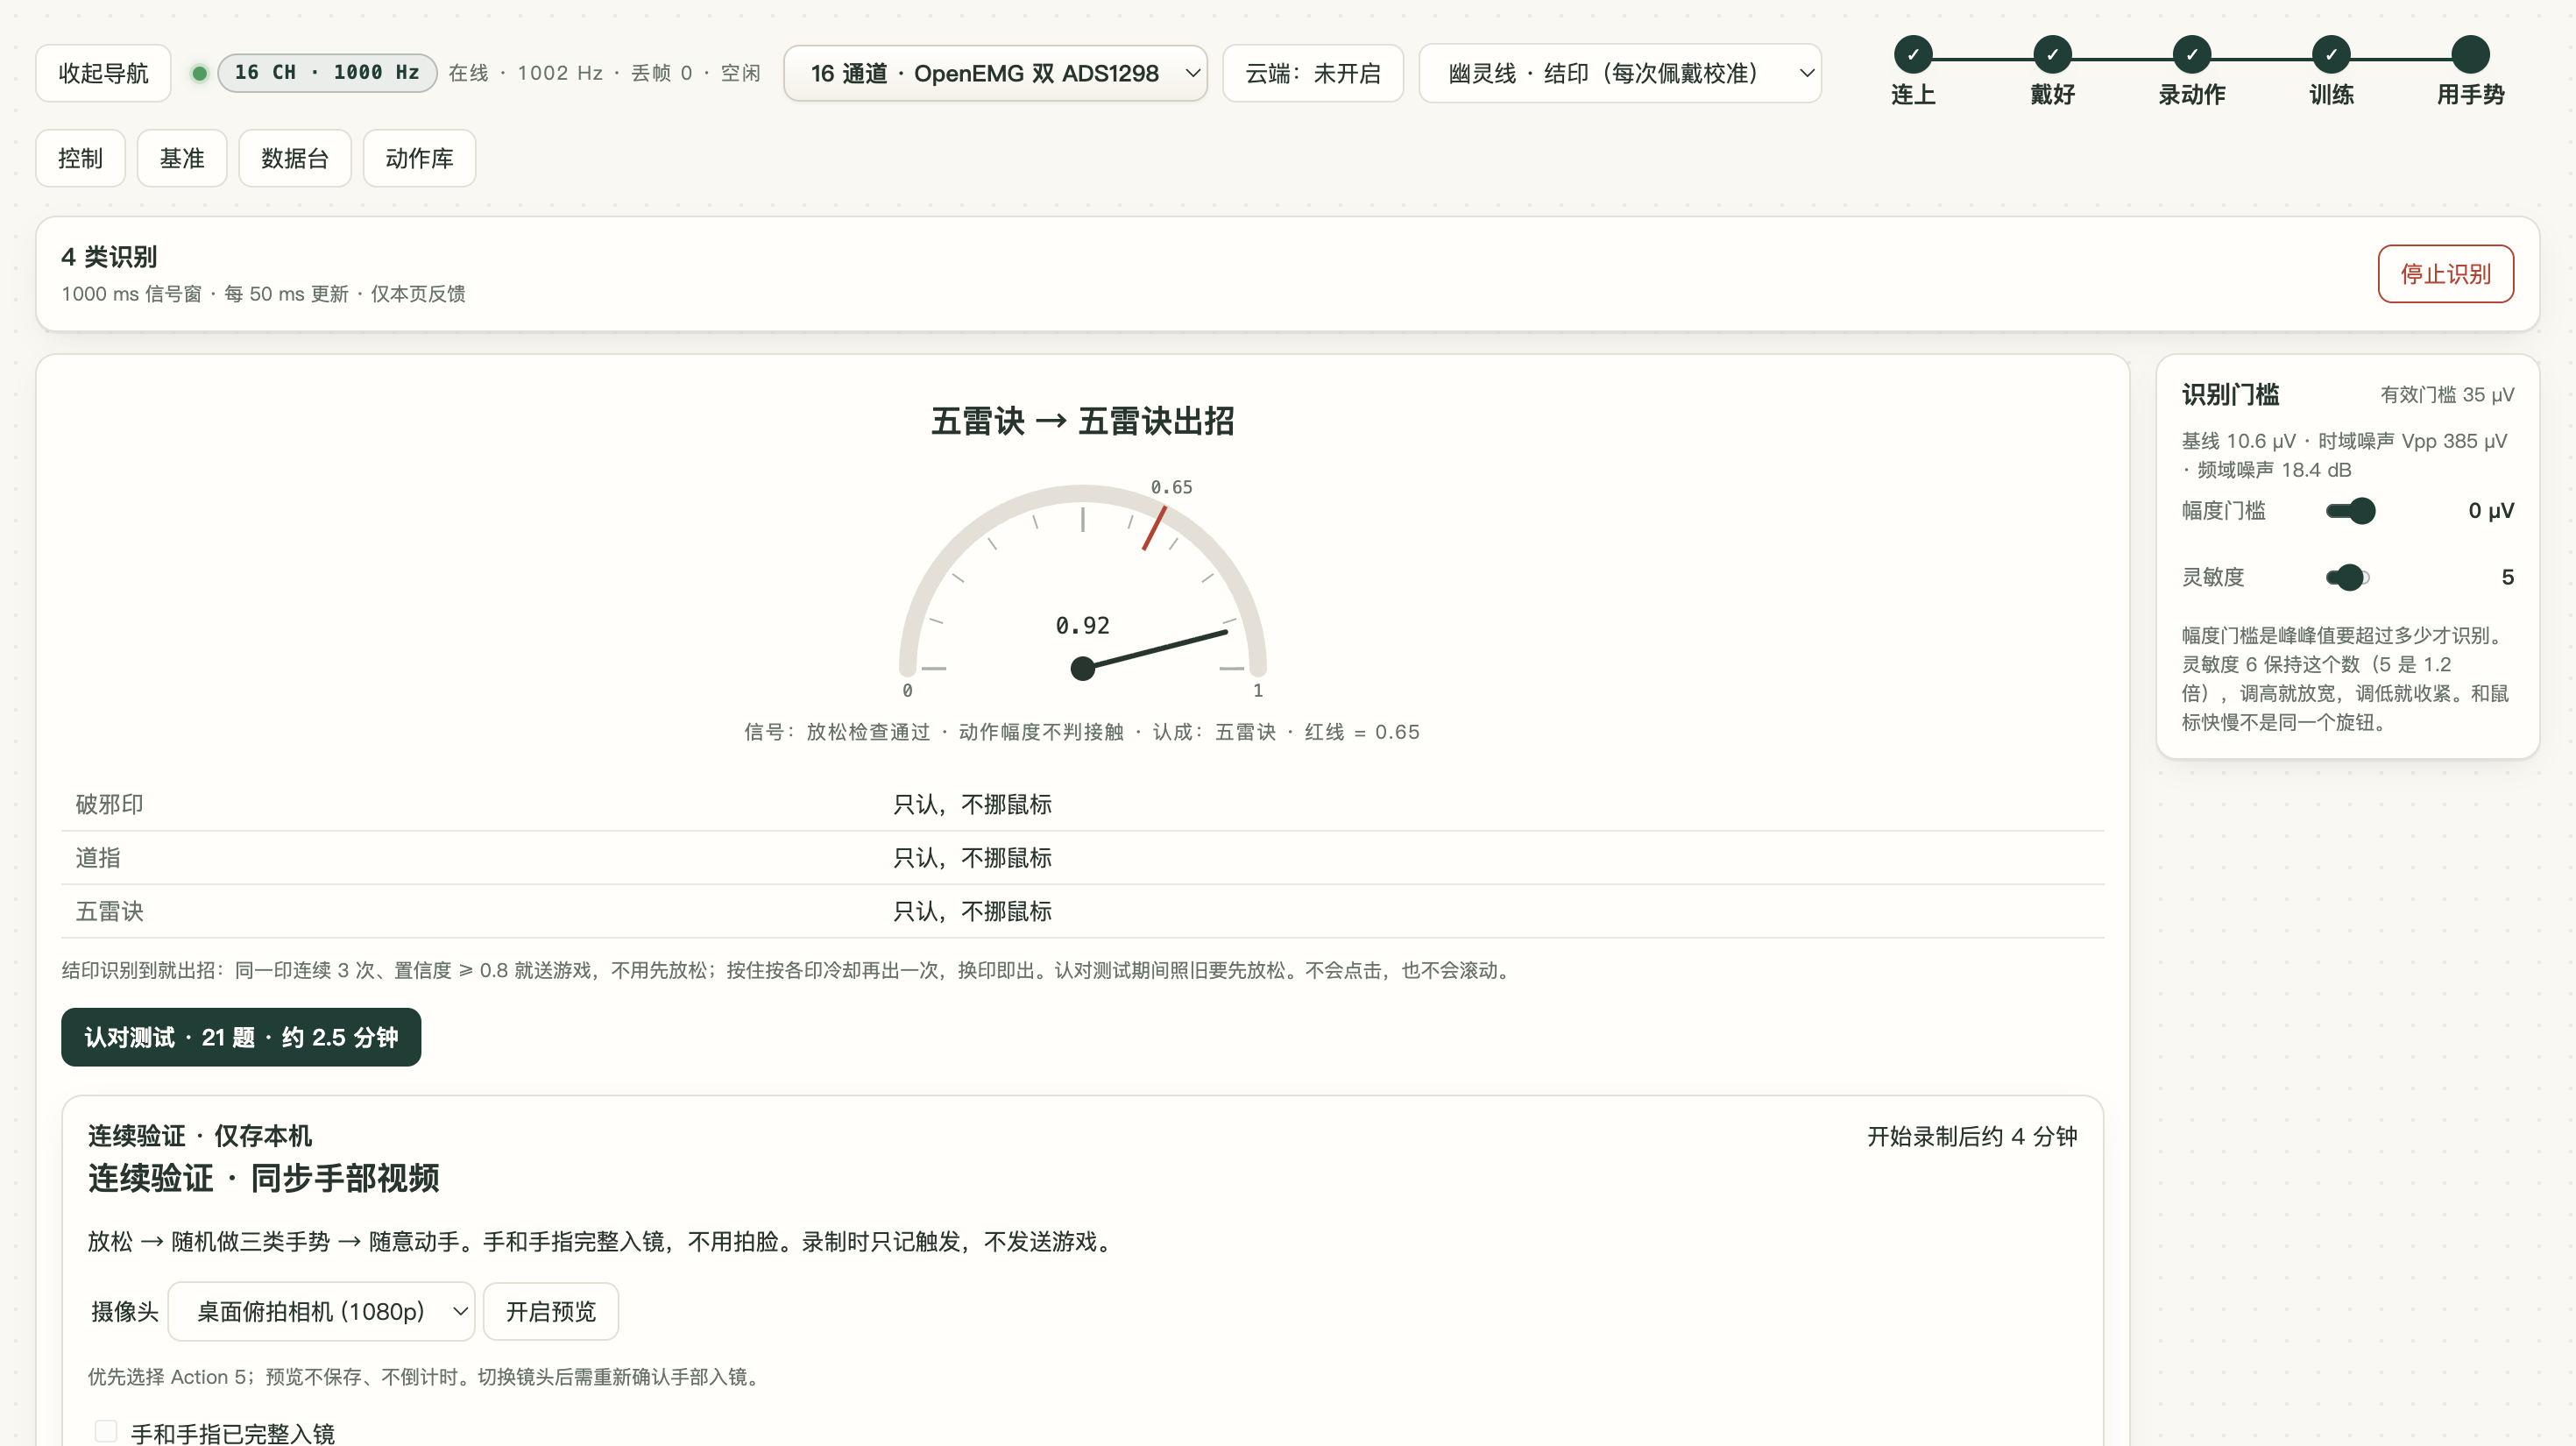 收起导航
16 CH · 1000 Hz
在线 · 1002 Hz · 丢帧 0 · 空闲
16 通道 · OpenEMG 双 ADS1298
云端：未开启
幽灵线 · 结印（每次佩戴校准）
连上
戴好
录动作
训练
用手势
控制
基准
数据台
动作库
4 类识别
1000 ms 信号窗 · 每 50 ms 更新 · 仅本页反馈
停止识别
五雷诀 → 五雷诀出招
0.65
0.92
0
1
信号：放松检查通过 · 动作幅度不判接触 · 认成：五雷诀 · 红线 = 0.65
破邪印 只认，不挪鼠标
道指 只认，不挪鼠标
五雷诀 只认，不挪鼠标
结印识别到就出招：同一印连续 3 次、置信度 ≥ 0.8 就送游戏，不用先放松；按住按各印冷却再出一次，换印即出。认对测试期间照旧要先放松。不会点击，也不会滚动。
认对测试 · 21 题 · 约 2.5 分钟
连续验证 · 仅存本机
开始录制后约 4 分钟
连续验证 · 同步手部视频
放松 → 随机做三类手势 → 随意动手。手和手指完整入镜，不用拍脸。录制时只记触发，不发送游戏。
摄像头
桌面俯拍相机 (1080p)
开启预览
优先选择 Action 5；预览不保存、不倒计时。切换镜头后需重新确认手部入镜。
手和手指已完整入镜
识别门槛
有效门槛 35 µV
基线 10.6 µV · 时域噪声 Vpp 385 µV
· 频域噪声 18.4 dB
幅度门槛
0 µV
灵敏度
5
幅度门槛是峰峰值要超过多少才识别。
灵敏度 6 保持这个数（5 是 1.2
倍），调高就放宽，调低就收紧。和鼠
标快慢不是同一个旋钮。